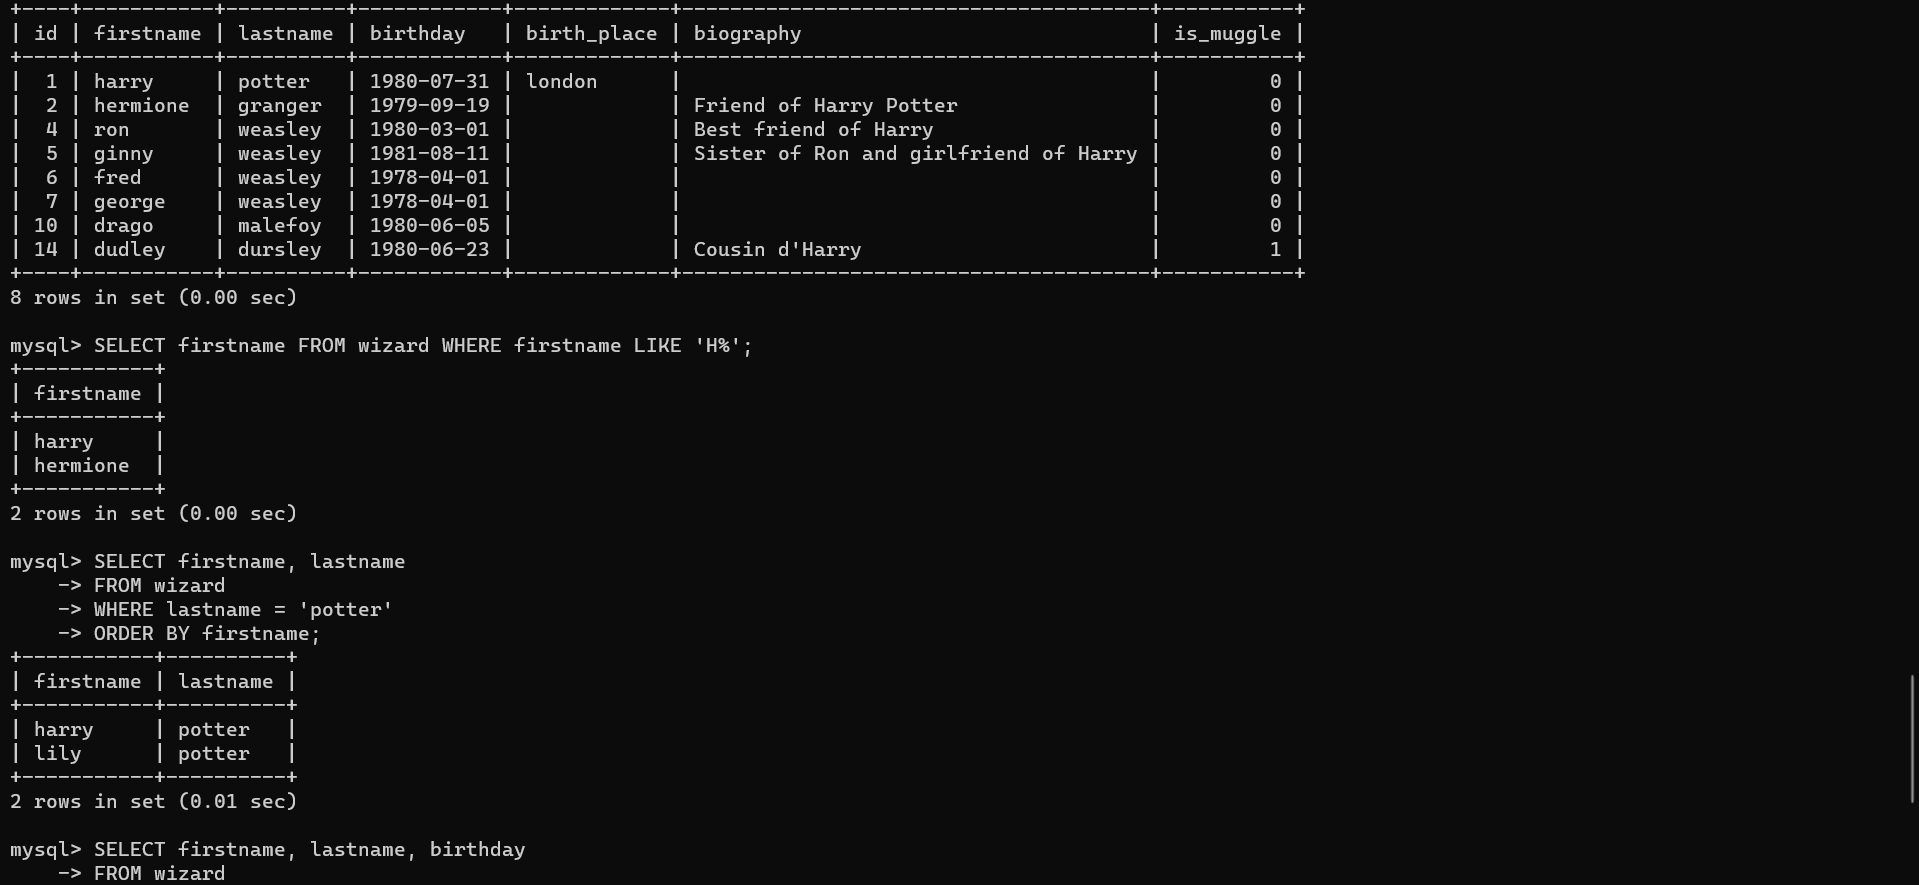 +----+-----------+----------+------------+-------------+---------------------------------------+-----------+
| id | firstname | lastname | birthday   | birth_place | biography                             | is_muggle |
+----+-----------+----------+------------+-------------+---------------------------------------+-----------+
|  1 | harry     | potter   | 1980-07-31 | london      |                                       |         0 |
|  2 | hermione  | granger  | 1979-09-19 |             | Friend of Harry Potter                |         0 |
|  4 | ron       | weasley  | 1980-03-01 |             | Best friend of Harry                  |         0 |
|  5 | ginny     | weasley  | 1981-08-11 |             | Sister of Ron and girlfriend of Harry |         0 |
|  6 | fred      | weasley  | 1978-04-01 |             |                                       |         0 |
|  7 | george    | weasley  | 1978-04-01 |             |                                       |         0 |
| 10 | drago     | malefoy  | 1980-06-05 |             |                                       |         0 |
| 14 | dudley    | dursley  | 1980-06-23 |             | Cousin d'Harry                        |         1 |
+----+-----------+----------+------------+-------------+---------------------------------------+-----------+
8 rows in set (0.00 sec)

mysql> SELECT firstname FROM wizard WHERE firstname LIKE 'H%';
+-----------+
| firstname |
+-----------+
| harry     |
| hermione  |
+-----------+
2 rows in set (0.00 sec)

mysql> SELECT firstname, lastname
    -> FROM wizard
    -> WHERE lastname = 'potter'
    -> ORDER BY firstname;
+-----------+----------+
| firstname | lastname |
+-----------+----------+
| harry     | potter   |
| lily      | potter   |
+-----------+----------+
2 rows in set (0.01 sec)

mysql> SELECT firstname, lastname, birthday
    -> FROM wizard